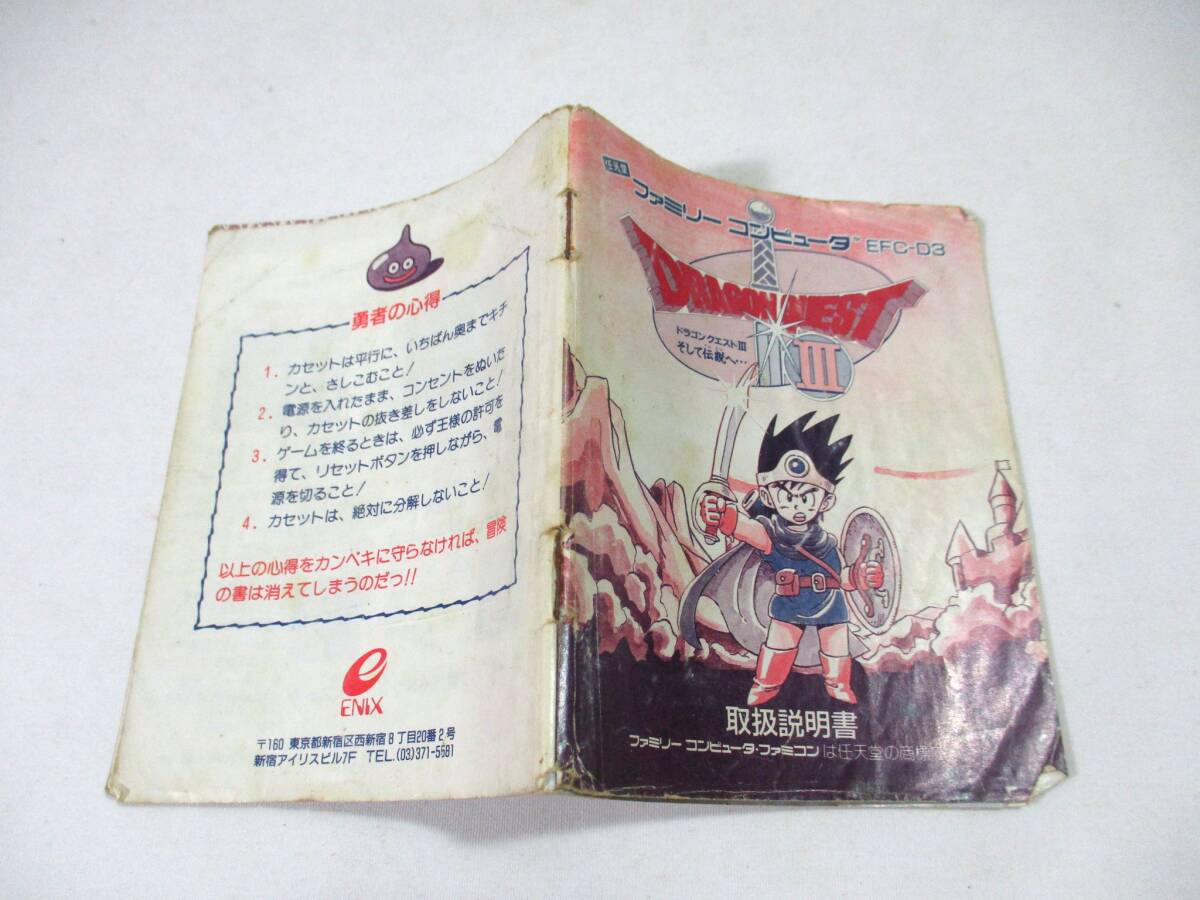 勇者の心得
1. カセットは平行に、いちばん奥までキチ
ンと、さしこむこと!
2. 電源を入れたまま、コンセントをぬいた
り、カセットの抜き差しをしないこと!
3. ゲームを終るときは、必ず王様の許可を
得て、リセットボタンを押しながら、電
源を切ること!
4. カセットは、絶対に分解しないこと!
以上の心得をカンペキに守らなければ、冒険
の書は消えてしまうのだっ!!
ENIX
〒160 東京都新宿区西新宿8丁目20番2号
新宿アイリスビル7F TEL.(03)371-5581
任天堂
ファミリー コンピュータ™ EFC-D3
DRAGON QUEST
ドラゴンクエストIII
そして伝説へ…
III
取扱説明書
ファミリー コンピュータ・ファミコンは任天堂の商標